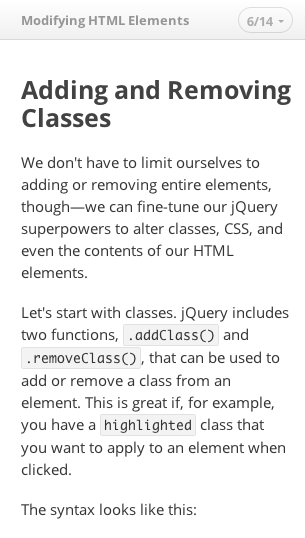 Modifying HTML Elements
6/14
Adding and Removing
Classes
We don't have to limit ourselves to
adding or removing entire elements,
though—we can fine-tune our jQuery
superpowers to alter classes, CSS, and
even the contents of our HTML
elements.
Let's start with classes. jQuery includes
two functions, .addClass() and
.removeClass(), that can be used to
add or remove a class from an
element. This is great if, for example,
you have a highlighted class that
you want to apply to an element when
clicked.
The syntax looks like this: